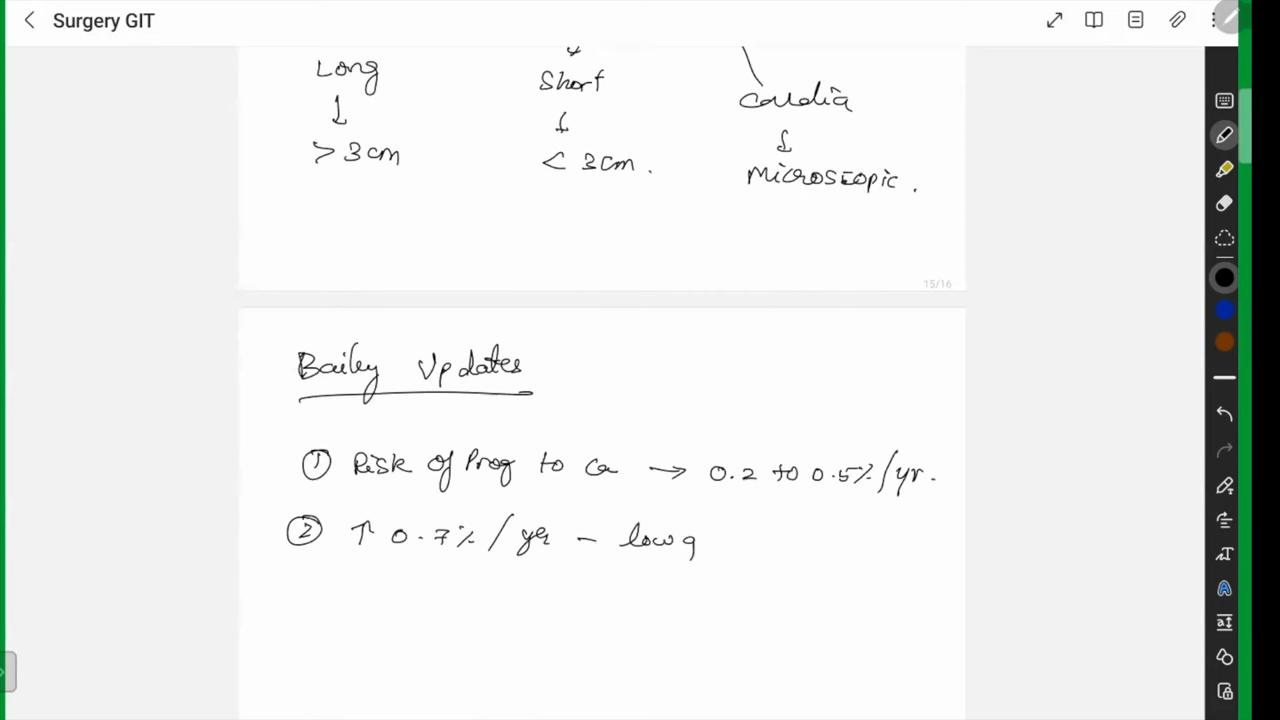 Surgery GIT
Long Short Cardia
↓ ↓ ↓
> 3cm < 3cm. Microscopic.
15/16
Bailey Updates
① Risk of Prog to Ca → 0.2 to 0.5%/yr.
② ↑ 0.7%/yer - low g